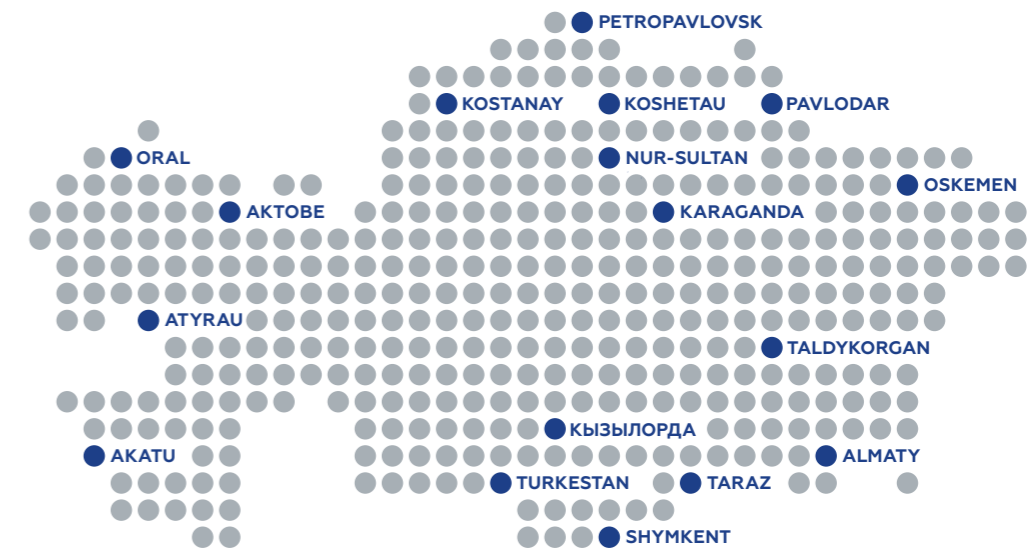 PETROPAVLOVSK
KOSTANAY
KOSHETAU
PAVLODAR
ORAL
NUR-SULTAN
OSKEMEN
AKTOBE
KARAGANDA
ATYRAU
TALDYKORGAN
КЫЗЫЛОРДА
AKATU
ALMATY
TURKESTAN
TARAZ
SHYMKENT